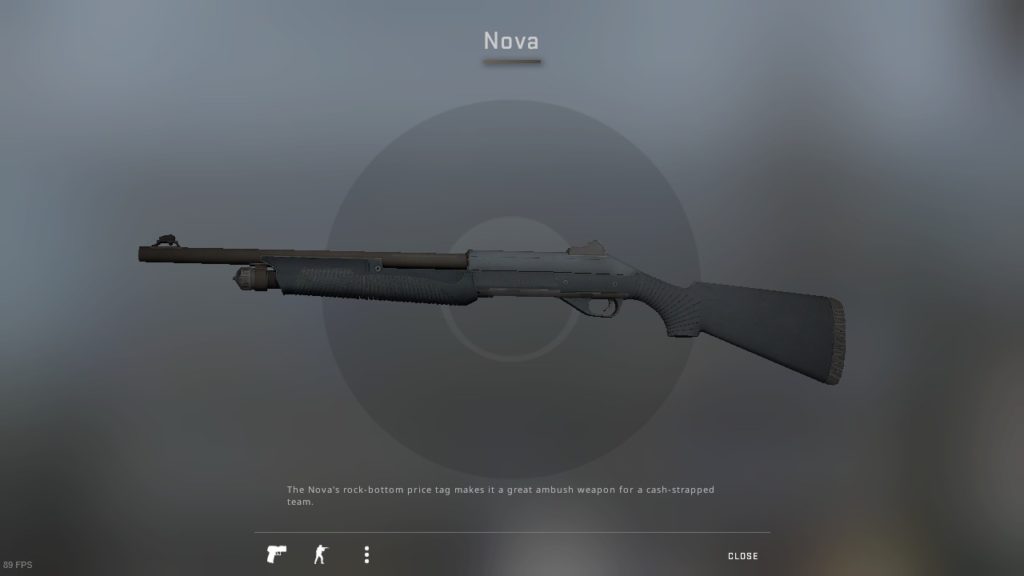 Nova
The Nova's rock-bottom price tag makes it a great ambush weapon for a cash-strapped
team.
CLOSE
89 FPS